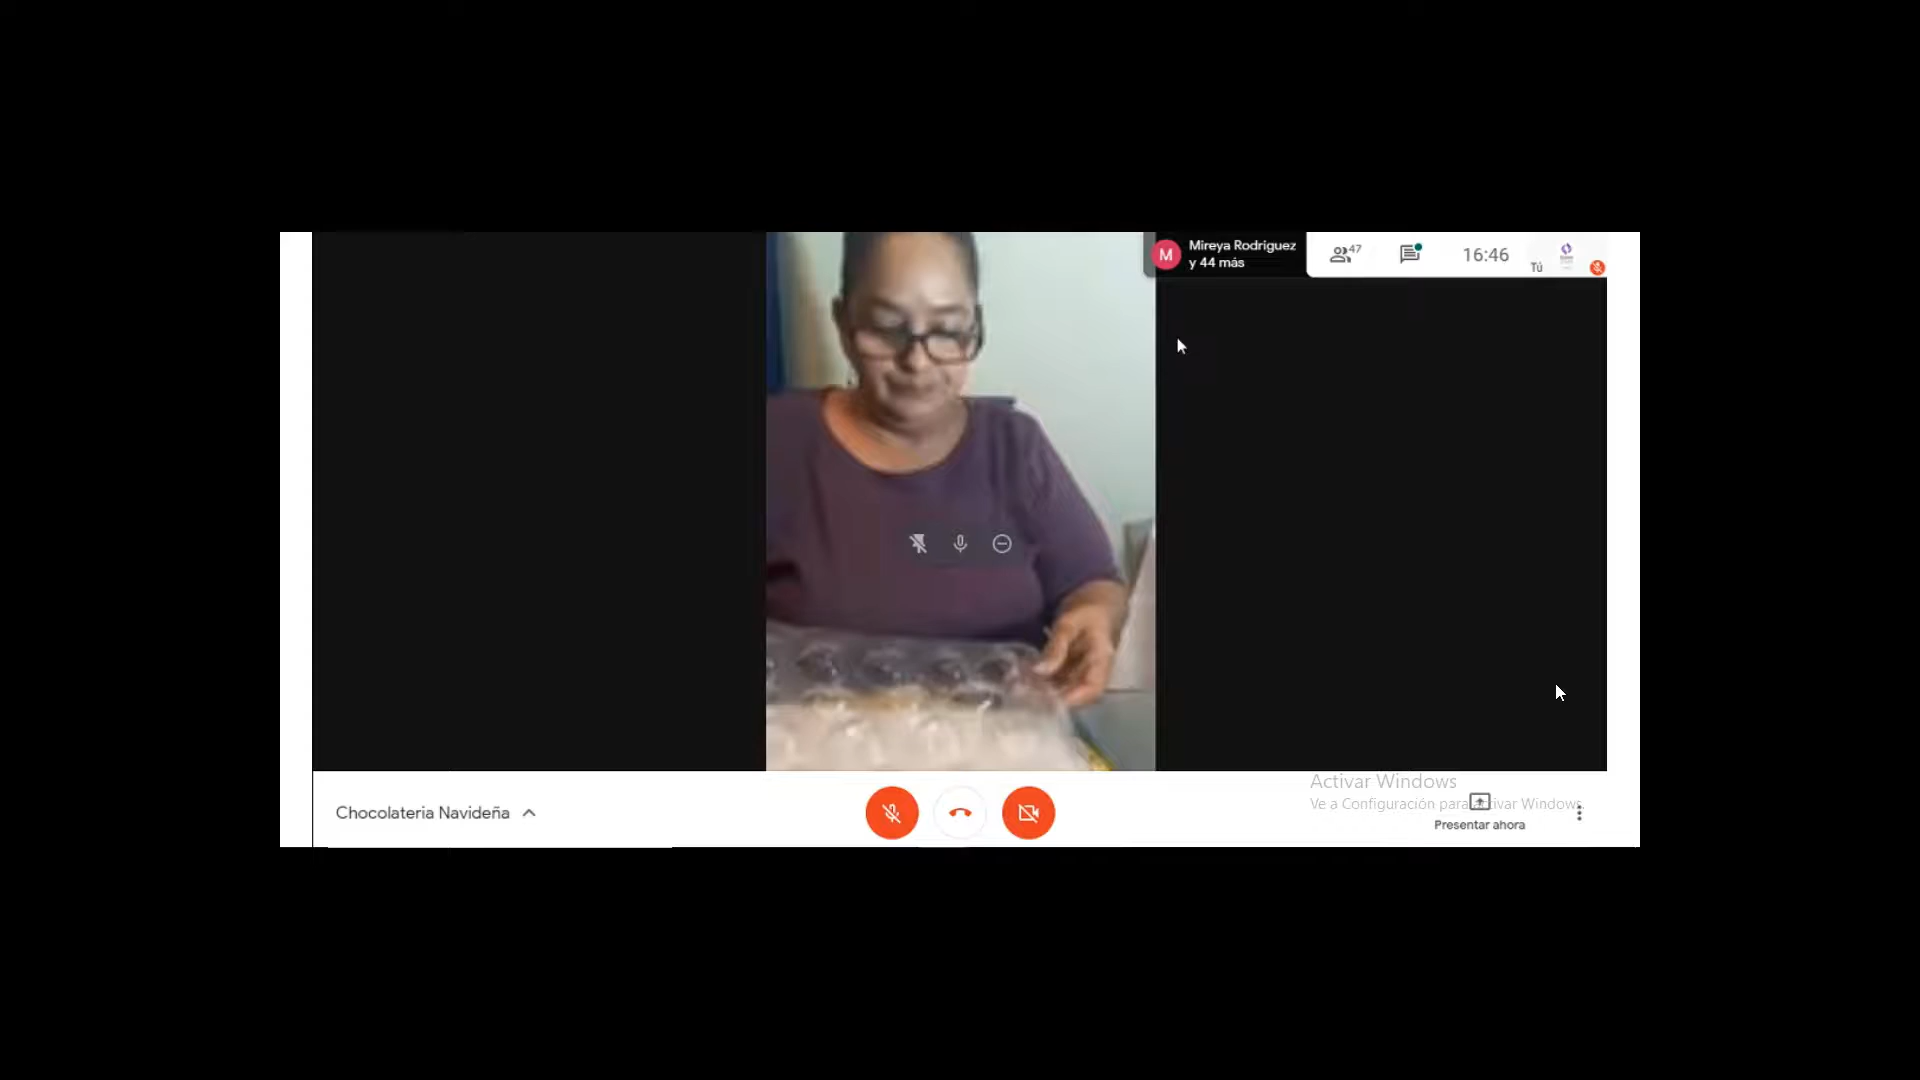 M
Mireya Rodriguez
y 44 más
47
16:46
Tú
Activar Windows
Ve a Configuración para activar Windows.
Chocolateria Navideña
Presentar ahora